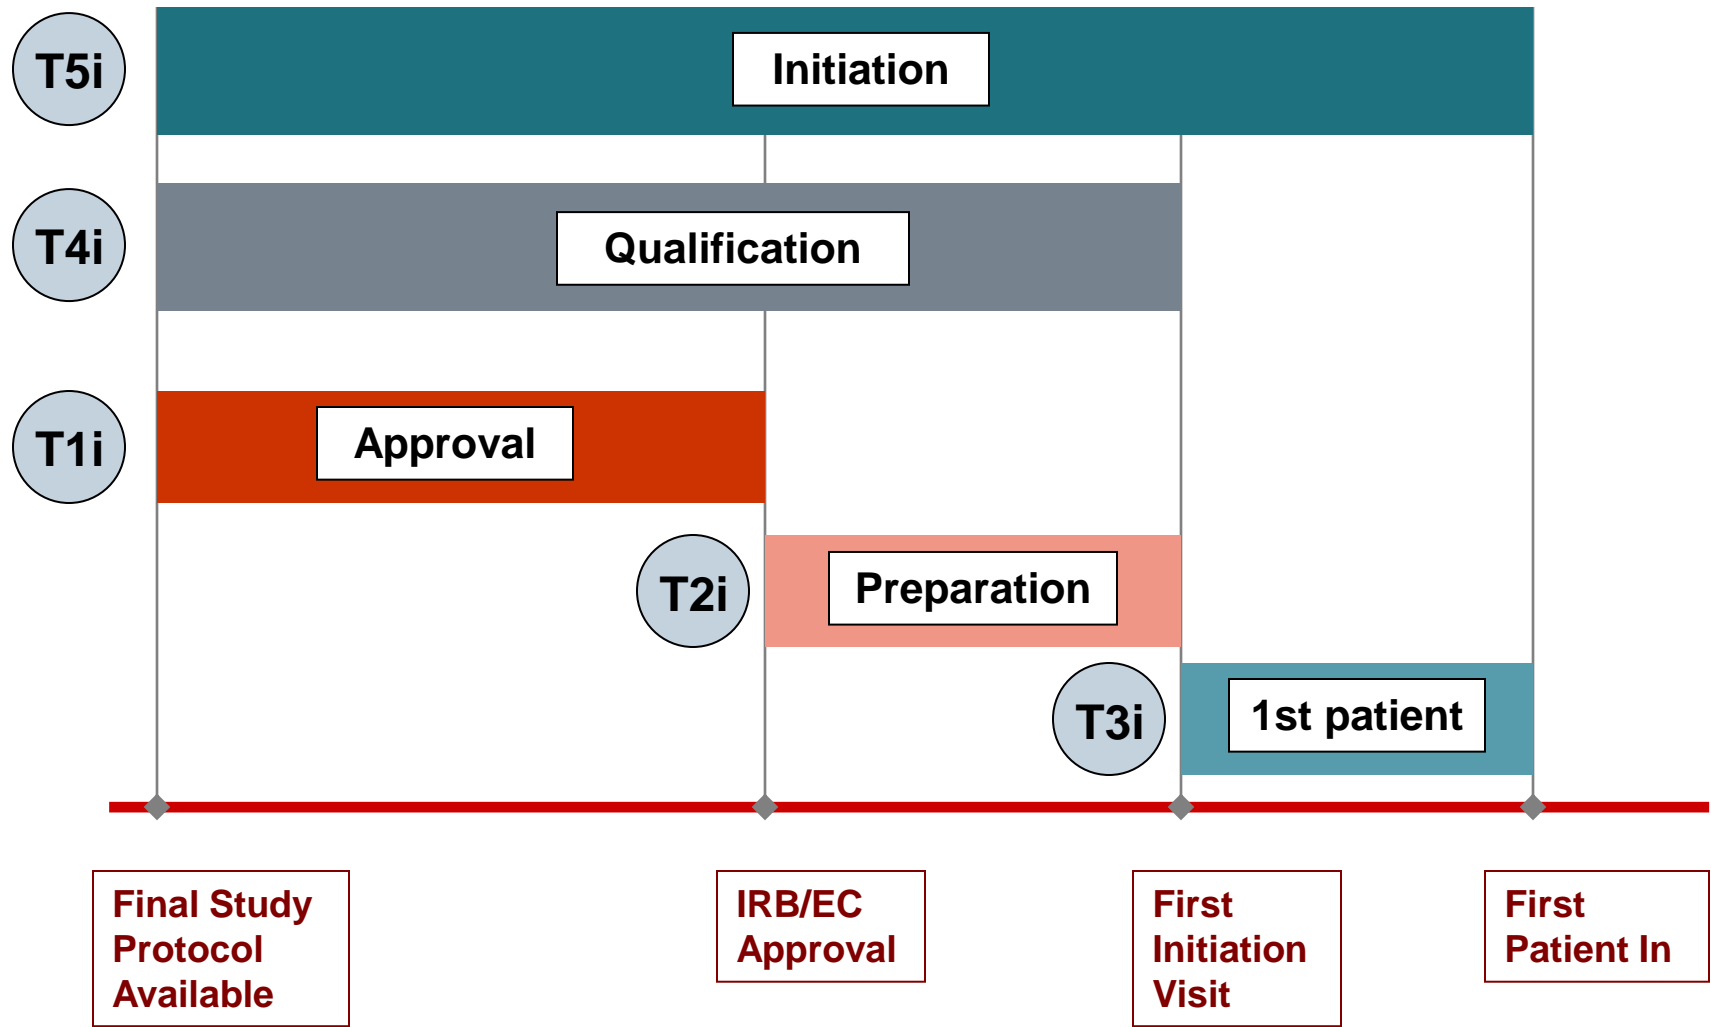 T5i
Initiation
T4i
Qualification
T1i
Approval
T2i
Preparation
T3i
1st patient
Final Study
Protocol
Available
IRB/EC
Approval
First
Initiation
Visit
First
Patient In